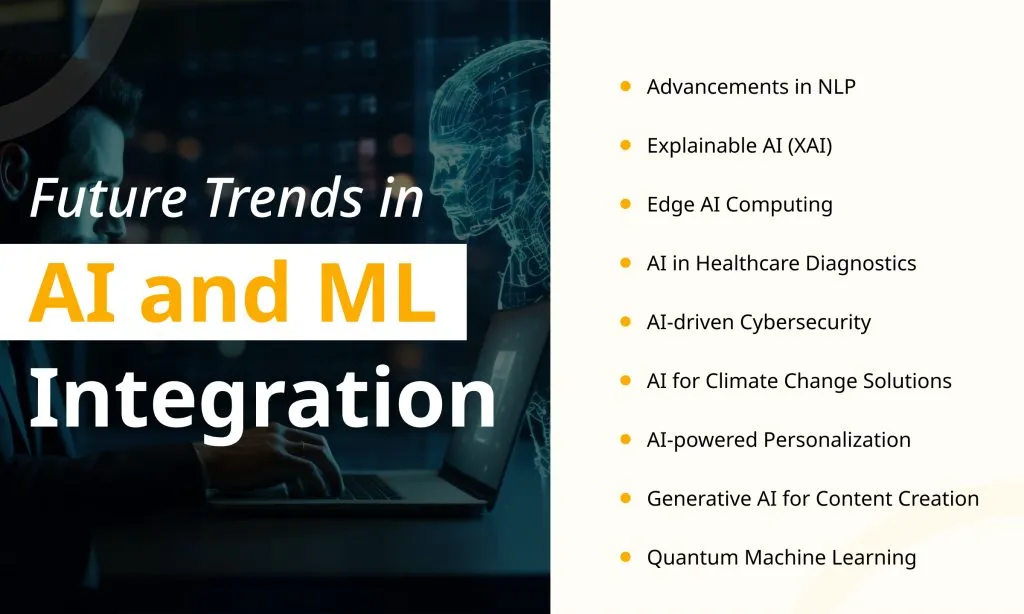 Future Trends in
AI and ML
Integration
Advancements in NLP
Explainable AI (XAI)
Edge AI Computing
AI in Healthcare Diagnostics
AI-driven Cybersecurity
AI for Climate Change Solutions
AI-powered Personalization
Generative AI for Content Creation
Quantum Machine Learning